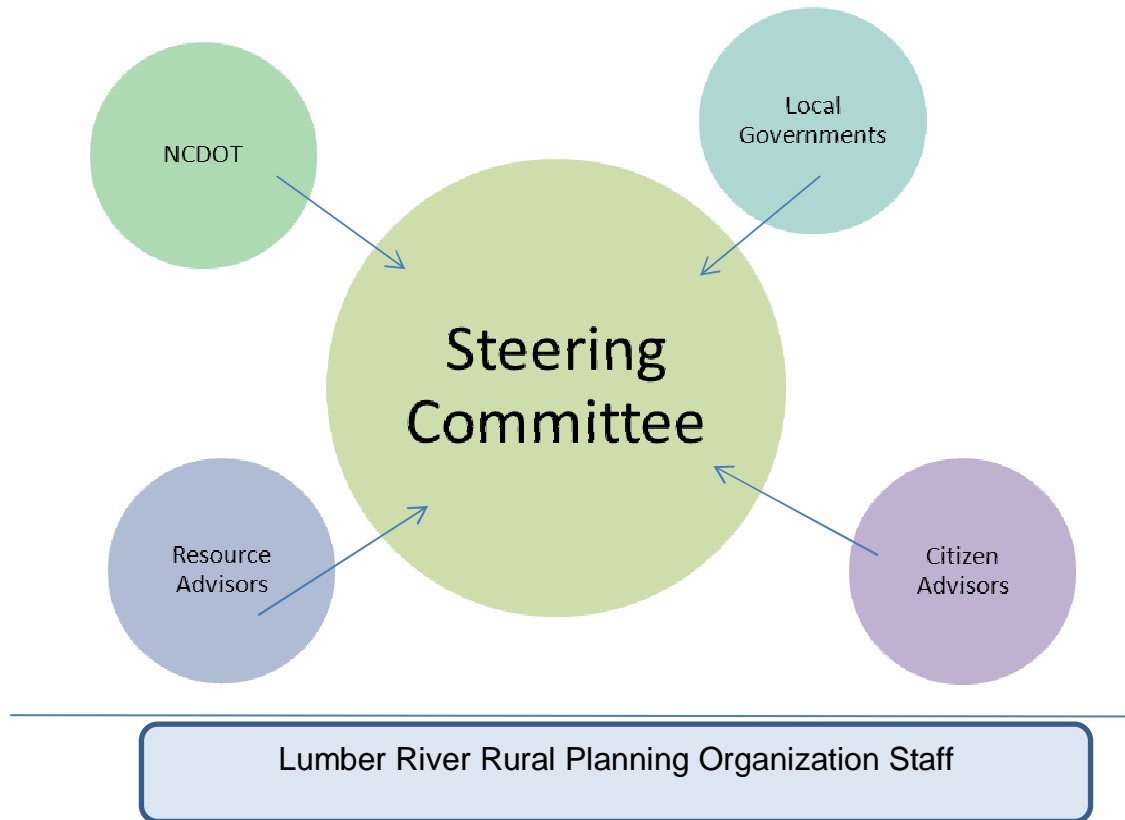 NCDOT
Local
Governments
Steering
Committee
Resource
Advisors
Citizen
Advisors
Lumber River Rural Planning Organization Staff